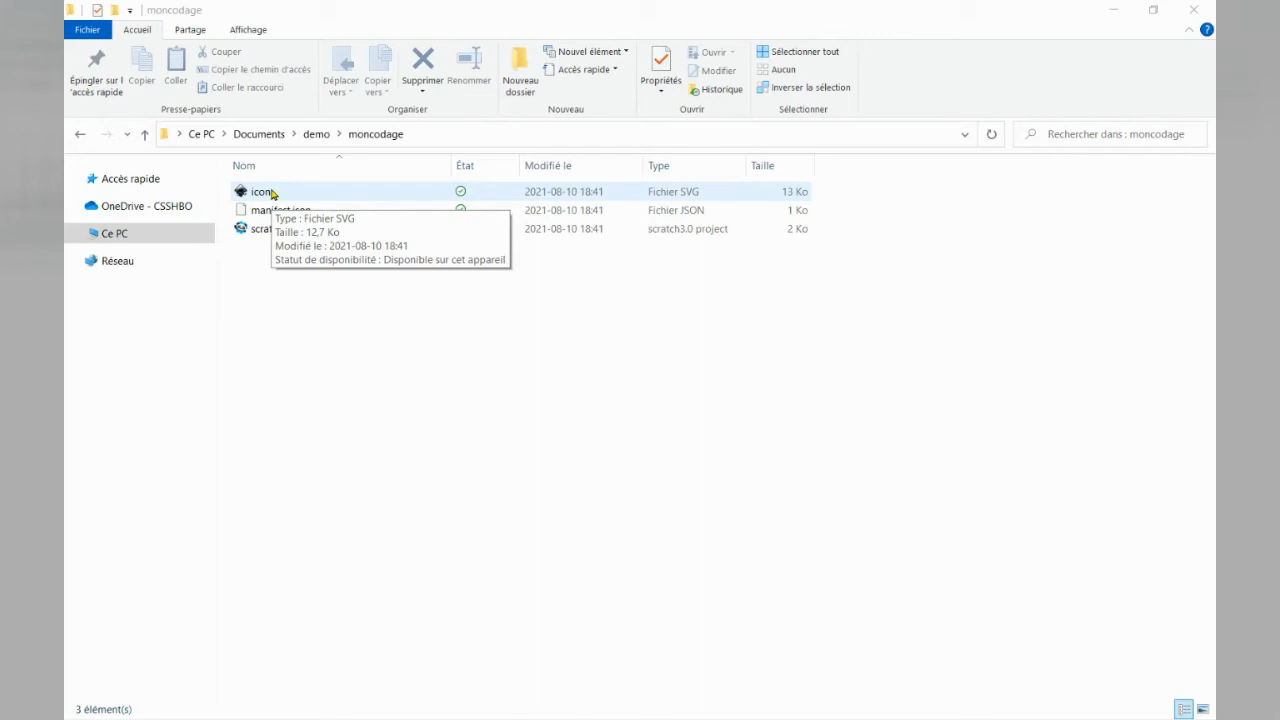 moncodage
Fichier Accueil Partage Affichage
Épingler sur l'accès rapide
Copier
Coller
Couper
Copier le chemin d'accès
Coller le raccourci
Presse-papiers
Déplacer vers
Copier vers
Supprimer
Renommer
Organiser
Nouveau dossier
Nouvel élément
Accès rapide
Nouveau
Propriétés
Ouvrir
Modifier
Historique
Ouvrir
Sélectionner tout
Aucun
Inverser la sélection
Sélectionner
Ce PC > Documents > demo > moncodage
Rechercher dans : moncodage
Nom État Modifié le Type Taille
Accès rapide
OneDrive - CSSHBO
Ce PC
Réseau
icon 2021-08-10 18:41 Fichier SVG 13 Ko
manifest.json 2021-08-10 18:41 Fichier JSON 1 Ko
scrat 2021-08-10 18:41 scratch3.0 project 2 Ko
Type : Fichier SVG
Taille : 12,7 Ko
Modifié le : 2021-08-10 18:41
Statut de disponibilité : Disponible sur cet appareil
3 élément(s)